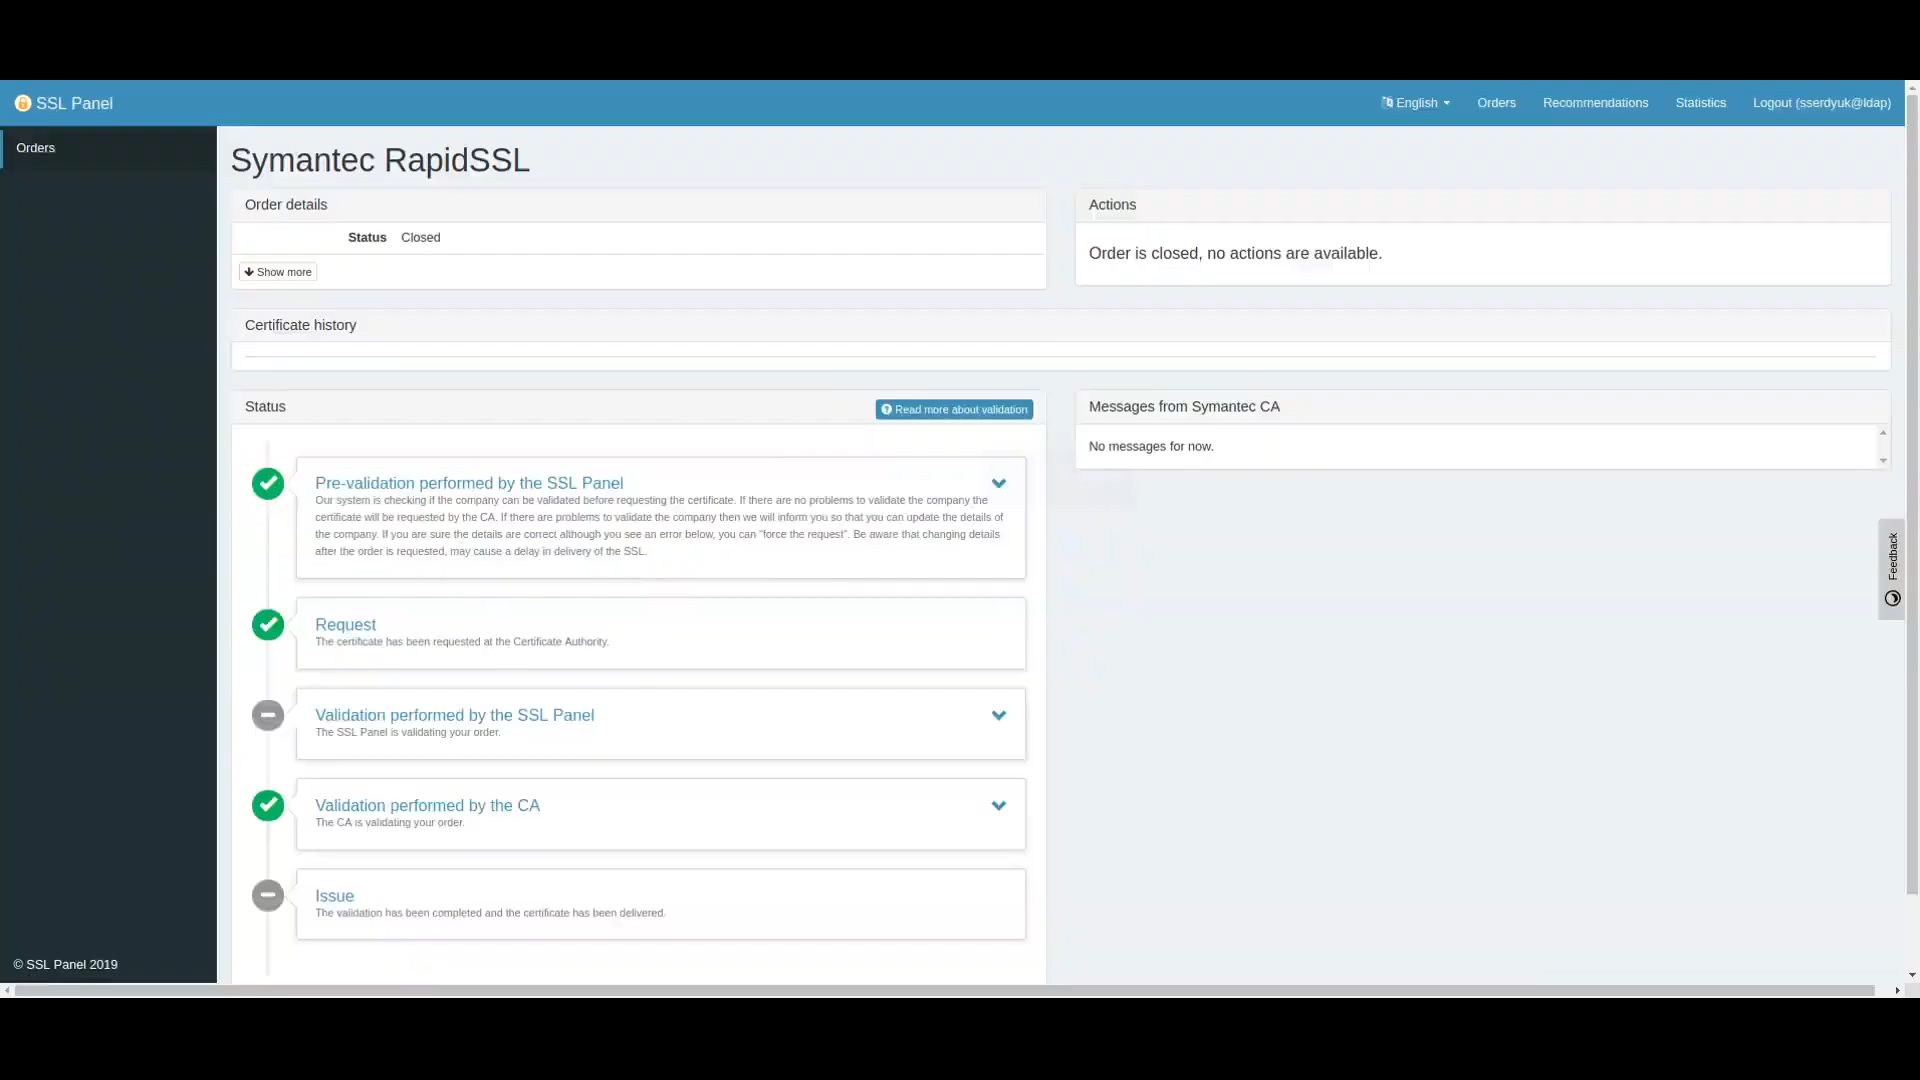 SSL Panel
English
Orders
Recommendations
Statistics
Logout (sserdyuk@ldap)
Orders
Symantec RapidSSL
Order details
Status Closed
Show more
Actions
Order is closed, no actions are available.
Certificate history
Status
Read more about validation
Pre-validation performed by the SSL Panel
Our system is checking if the company can be validated before requesting the certificate. If there are no problems to validate the company the
certificate will be requested by the CA. If there are problems to validate the company then we will inform you so that you can update the details of
the company. If you are sure the details are correct although you see an error below, you can "force the request". Be aware that changing details
after the order is requested, may cause a delay in delivery of the SSL.
Request
The certificate has been requested at the Certificate Authority.
Validation performed by the SSL Panel
The SSL Panel is validating your order.
Validation performed by the CA
The CA is validating your order.
Issue
The validation has been completed and the certificate has been delivered.
Messages from Symantec CA
No messages for now.
Feedback
© SSL Panel 2019